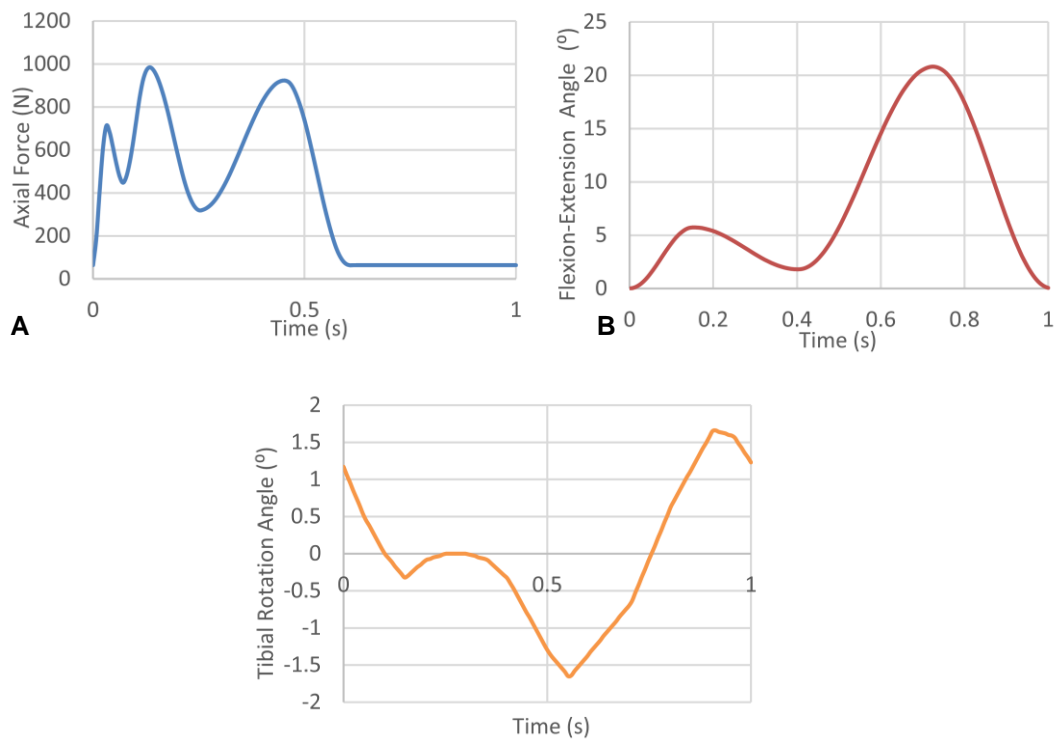 Axial Force (N)
1200
1000
800
600
400
200
0
0 0.5 1
Time (s)
A
Flexion-Extension Angle (⁰)
25
20
15
10
5
0
0 0.2 0.4 0.6 0.8 1
Time (s)
B
Tibial Rotation Angle (⁰)
2
1.5
1
0.5
0
-0.5
-1
-1.5
-2
0 0.5 1
Time (s)